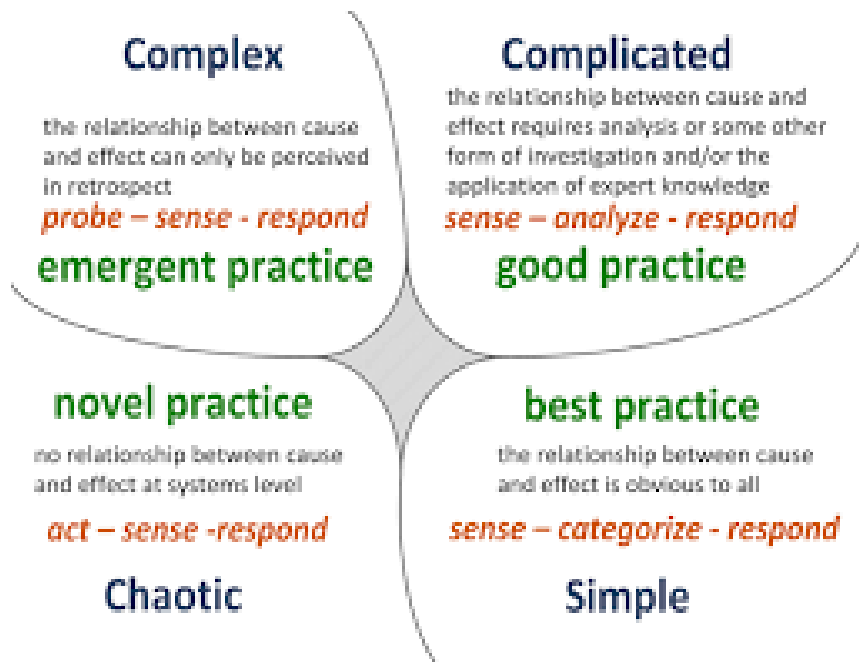 Complex
the relationship between cause
and effect can only be perceived
in retrospect
probe – sense - respond
emergent practice
Complicated
the relationship between cause and
effect requires analysis or some other
form of investigation and/or the
application of expert knowledge
sense – analyze - respond
good practice
novel practice
no relationship between cause
and effect at systems level
act – sense -respond
Chaotic
best practice
the relationship between cause
and effect is obvious to all
sense – categorize - respond
Simple